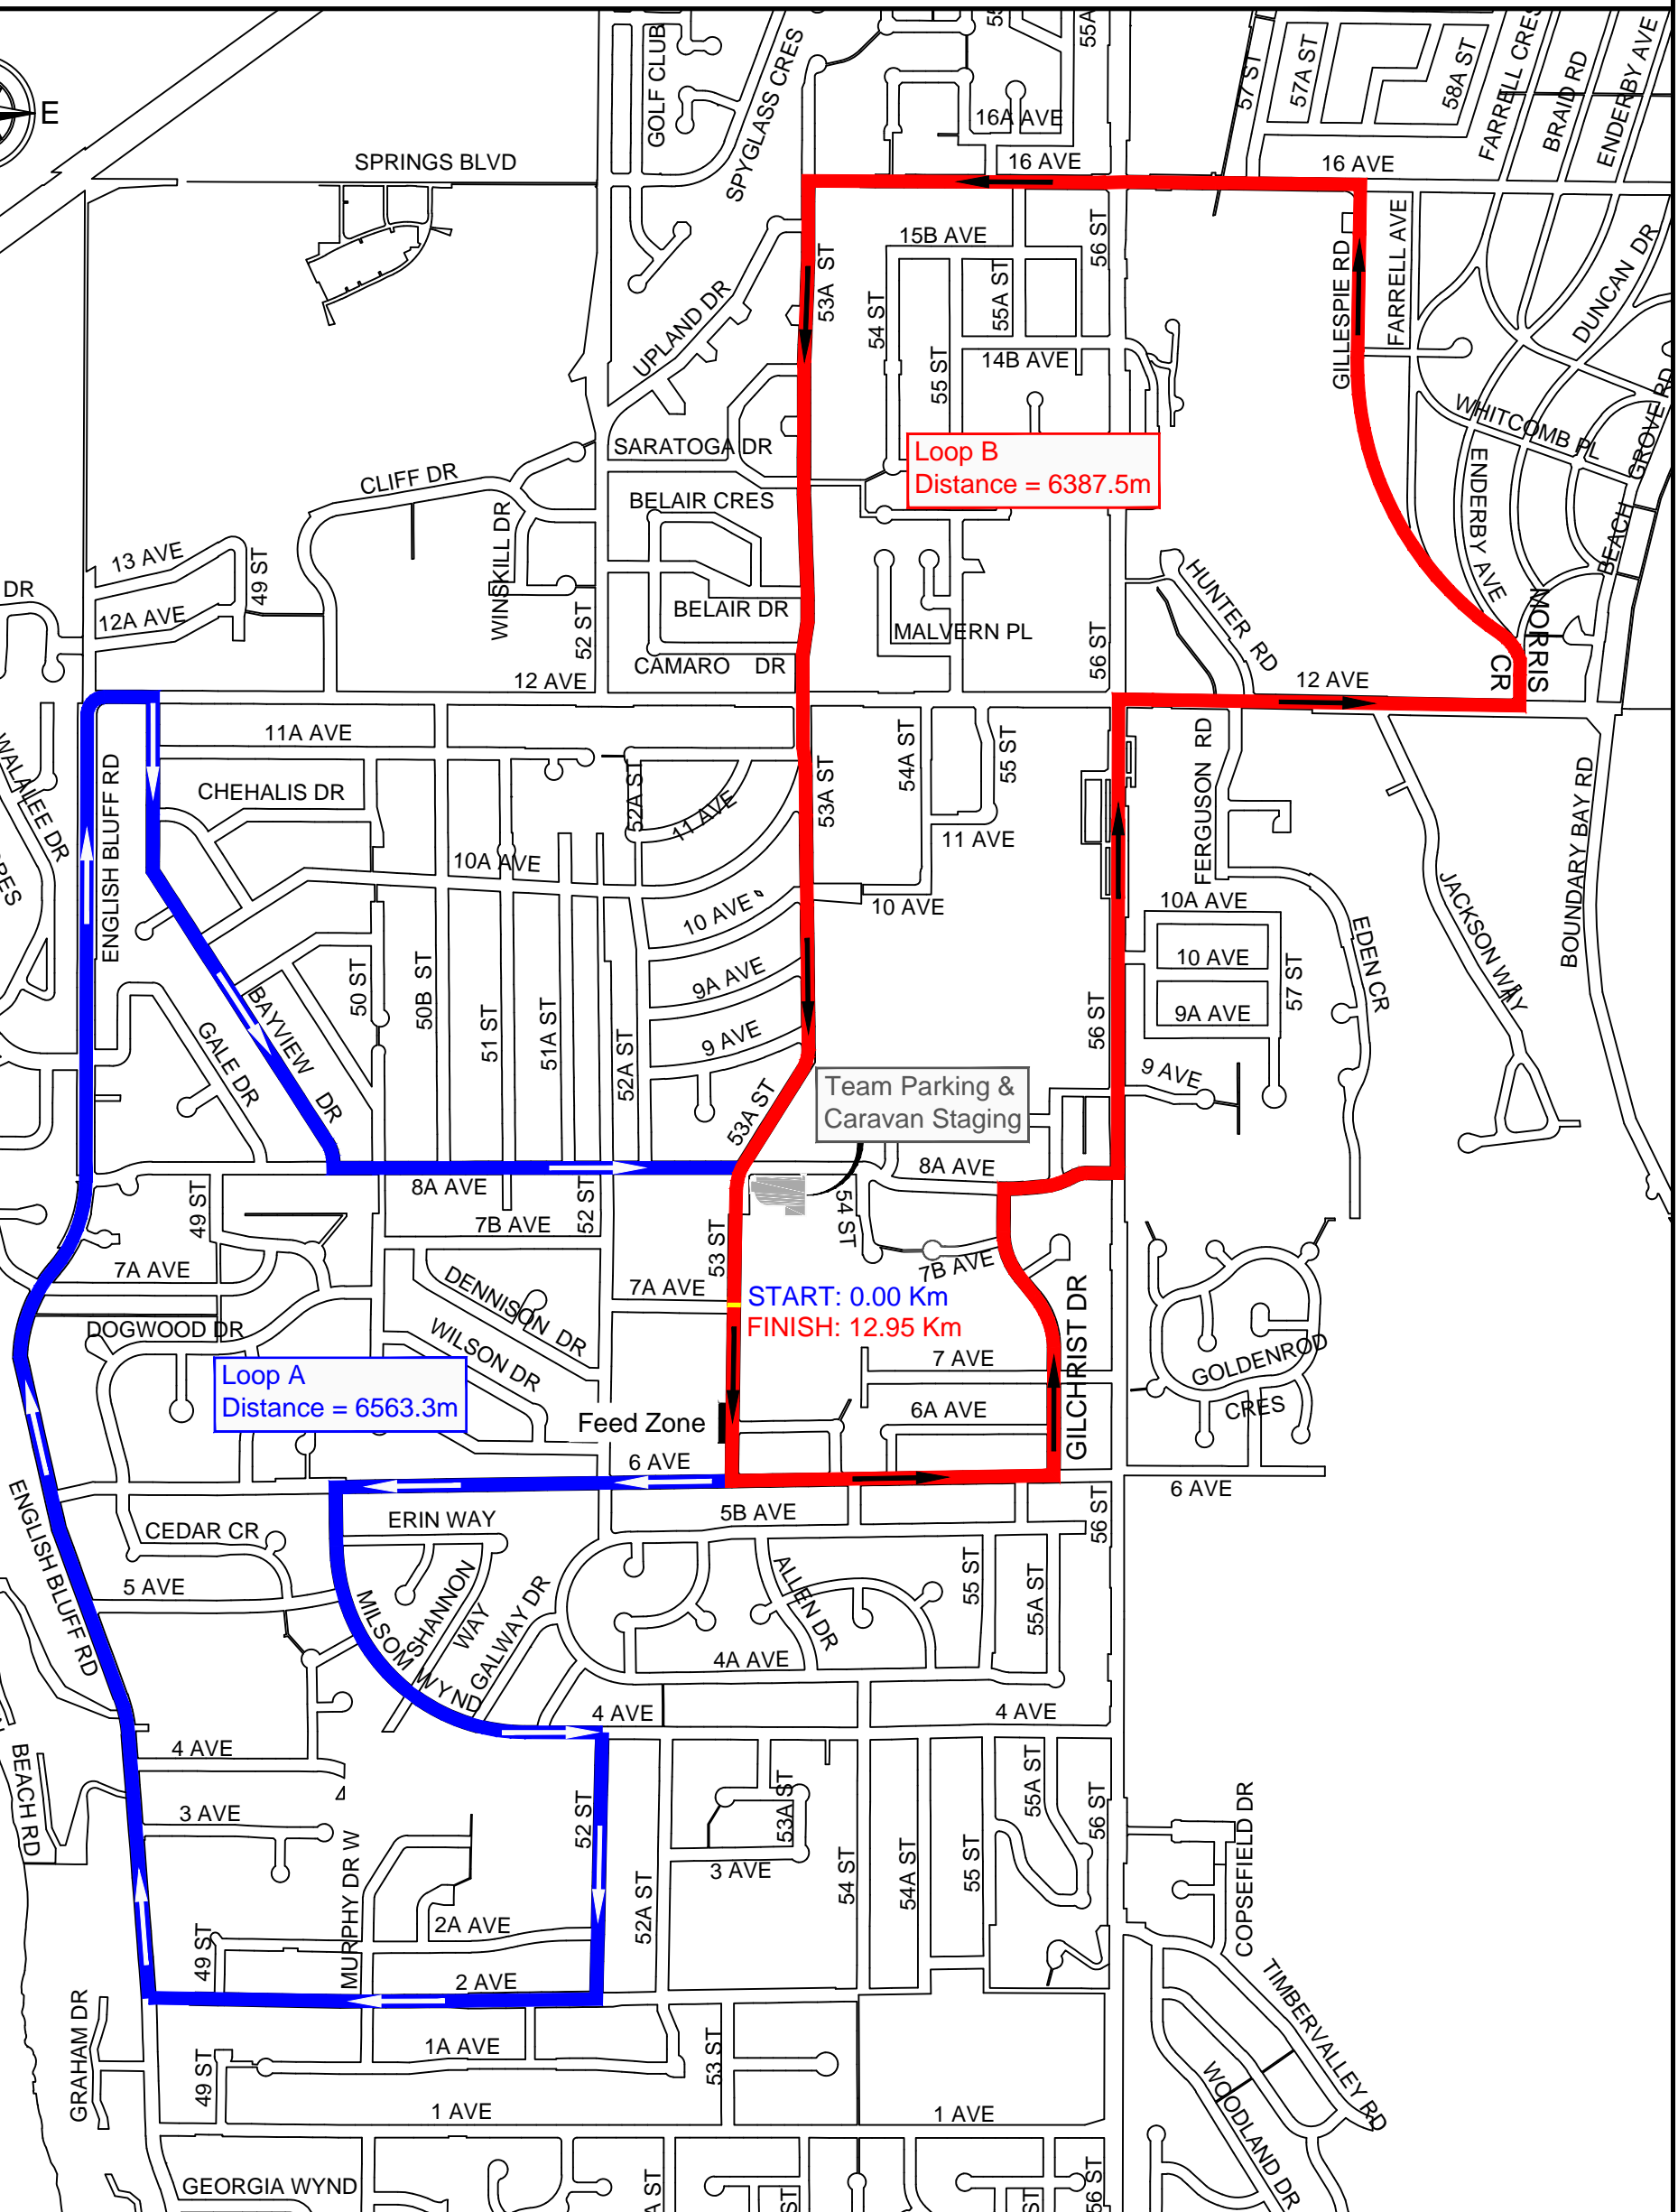 GOLF CLUB
SPYGLASS CRES
55A
57 ST
57A ST
58A ST
FARRELL CRES
BRAID RD
ENDERBY AVE
E
SPRINGS BLVD
16A AVE
16 AVE
16 AVE
15B AVE
53A ST
54 ST
55 ST
55A ST
56 ST
14B AVE
UPLAND DR
GILLESPIE RD
FARRELL AVE
DUNCAN DR
WHITCOMB PL
GROVE RD
BEACH
ENDERBY AVE
SARATOGA DR
Loop B
Distance = 6387.5m
CLIFF DR
BELAIR CRES
WINSKILL DR
13 AVE
49 ST
DR
12A AVE
52 ST
BELAIR DR
MALVERN PL
CAMARO DR
56 ST
HUNTER RD
MORRIS
CR
12 AVE
12 AVE
11A AVE
WALALEE DR
ENGLISH BLUFF RD
CHEHALIS DR
52A ST
11 AVE
53A ST
54A ST
55 ST
11 AVE
FERGUSON RD
BOUNDARY BAY RD
JACKSON WAY
10A AVE
10 AVE
10 AVE
10A AVE
10 AVE
9A AVE
57 ST
EDEN CR
9A AVE
9 AVE
9 AVE
50 ST
50B ST
51 ST
51A ST
52A ST
56 ST
BAYVIEW DR
GALE DR
53A ST
Team Parking &
Caravan Staging
8A AVE
8A AVE
49 ST
7B AVE
52 ST
53 ST
54 ST
7B AVE
7A AVE
7A AVE
DENNISON DR
START: 0.00 Km
FINISH: 12.95 Km
DOGWOOD DR
WILSON DR
7 AVE
GILCHRIST DR
GOLDENROD
CRES
Loop A
Distance = 6563.3m
Feed Zone
6A AVE
6 AVE
6 AVE
5B AVE
56 ST
ENGLISH BLUFF RD
CEDAR CR
ERIN WAY
5 AVE
MILSOM WYND
SHANNON
WAY
GALWAY DR
ALLEN DR
55 ST
55A ST
4A AVE
4 AVE
4 AVE
4 AVE
BEACH RD
3 AVE
52 ST
53A ST
3 AVE
55A ST
56 ST
COPSEFIELD DR
MURPHY DR W
52A ST
54 ST
54A ST
55 ST
2A AVE
49 ST
2 AVE
TIMBERVALLEY RD
GRAHAM DR
1A AVE
49 ST
53 ST
WOODLAND DR
1 AVE
1 AVE
GEORGIA WYND
A ST
ST
ST
56 ST